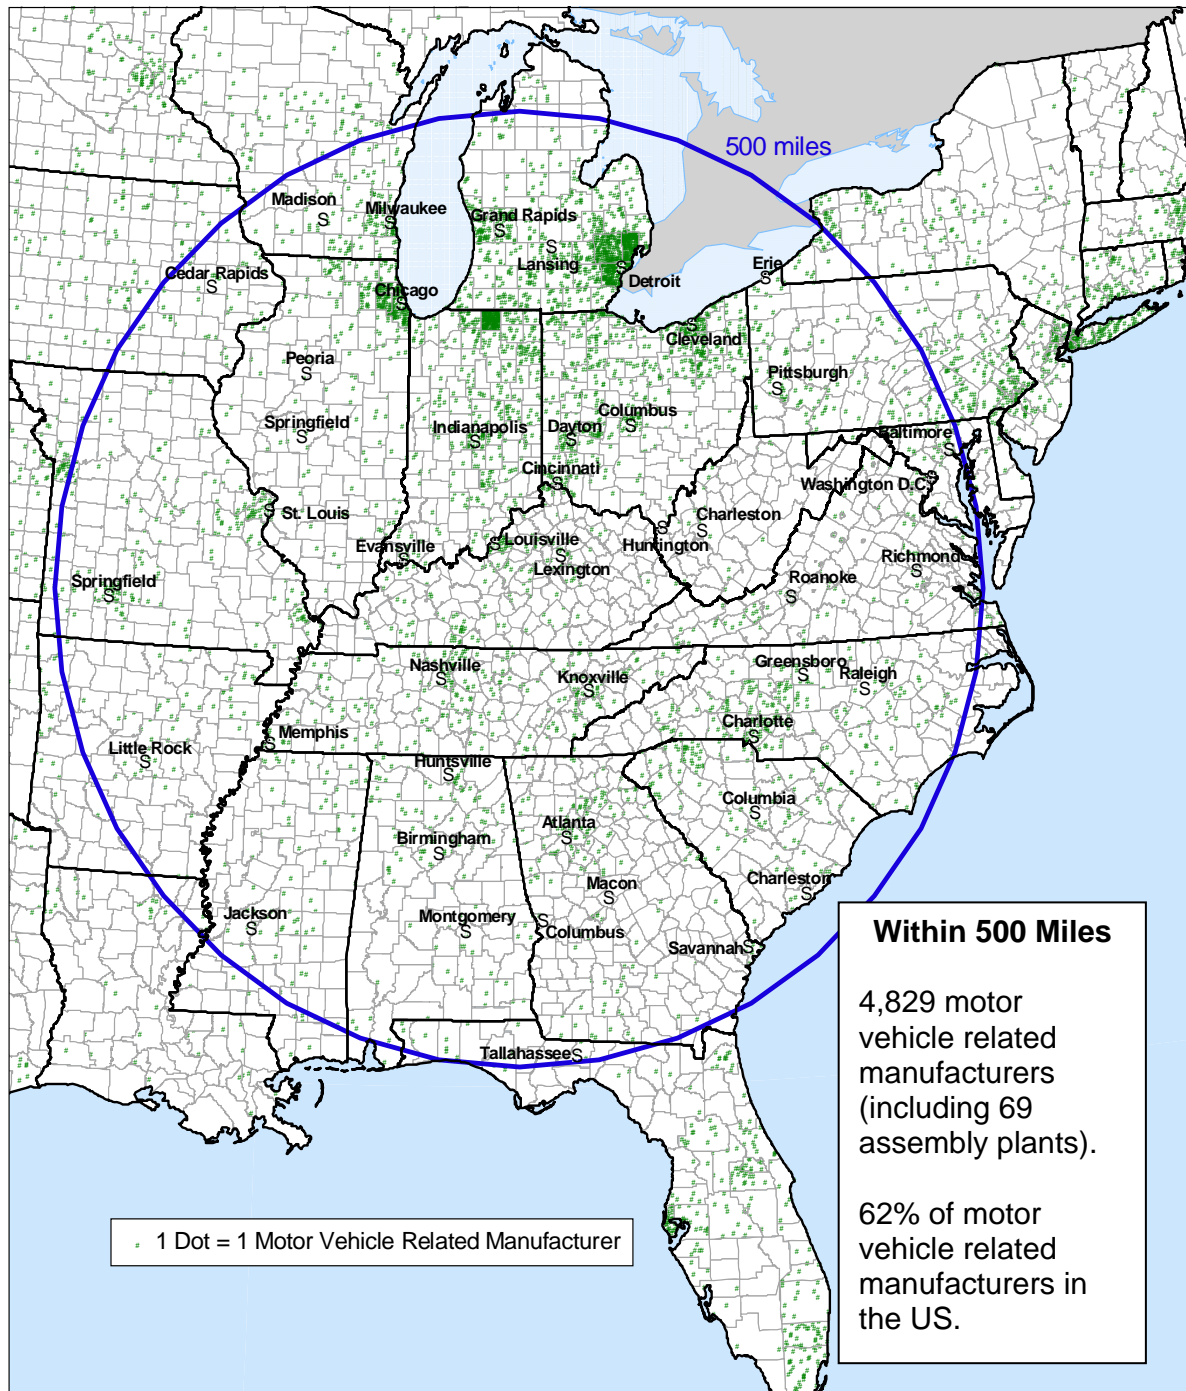 500 miles
Madison
S
Milwaukee
S
Grand Rapids
S
S
Lansing
S
Detroit
Erie
S
Cedar Rapids
S
Chicago
S
S
Cleveland
Peoria
S
Pittsburgh
S
Springfield
S
Indianapolis
S
Dayton
S
Columbus
S
Baltimore
S
Cincinnati
S
Washington D.C.
S
S
St. Louis
Charleston
S
S
Huntington
Evansville
S
S
Louisville
S
Lexington
Richmond
S
Springfield
S
Roanoke
S
Nashville
S
Knoxville
S
Greensboro
S
Raleigh
S
Charlotte
S
S
Memphis
Little Rock
S
Huntsville
S
Columbia
S
Atlanta
S
Birmingham
S
Macon
S
Charleston
S
Jackson
S
Montgomery
S
S
Columbus
Savannah
S
Tallahassee
S
Within 500 Miles
4,829 motor
vehicle related
manufacturers
(including 69
assembly plants).
62% of motor
vehicle related
manufacturers in
the US.
1 Dot = 1 Motor Vehicle Related Manufacturer